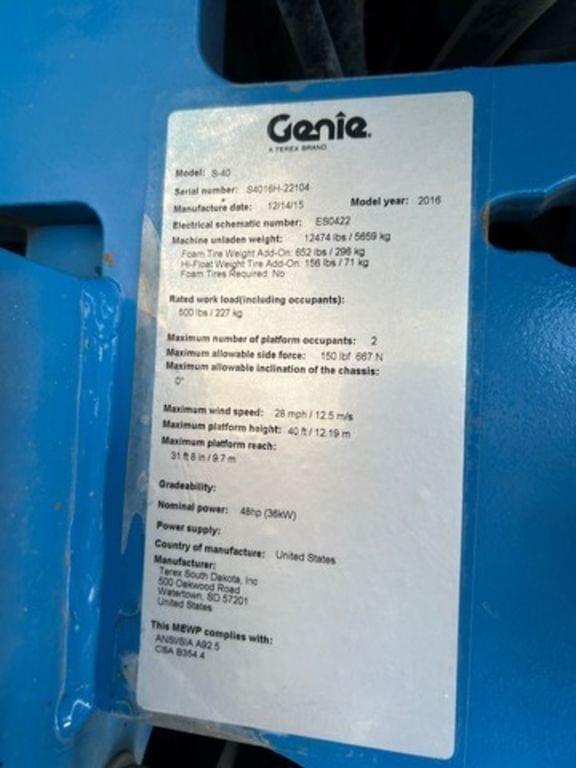 Genie.
A TEREX BRAND
Model: S-40
Serial number: S4016H-22104
Manufacture date: 12/14/15 Model year: 2016
Electrical schematic number: ES0422
Machine unladen weight: 12474 lbs / 5659 kg
Foam Tire Weight Add-On: 652 lbs / 296 kg
Hi-Float Weight Tire Add-On: 156 lbs / 71 kg
Foam Tires Required: No
Rated work load(including occupants):
500 lbs / 227 kg
Maximum number of platform occupants: 2
Maximum allowable side force: 150 lbf 667 N
Maximum allowable inclination of the chassis:
0°
Maximum wind speed: 28 mph / 12.5 m/s
Maximum platform height: 40 ft / 12.19 m
Maximum platform reach:
31 ft 8 in / 9.7 m
Gradeability:
Nominal power: 48hp (36kW)
Power supply:
Country of manufacture: United States
Manufacturer:
Terex South Dakota, Inc
500 Oakwood Road
Watertown, SD 57201
United States
This MEWP complies with:
ANSI/SIA A92.5
CSA B354.4